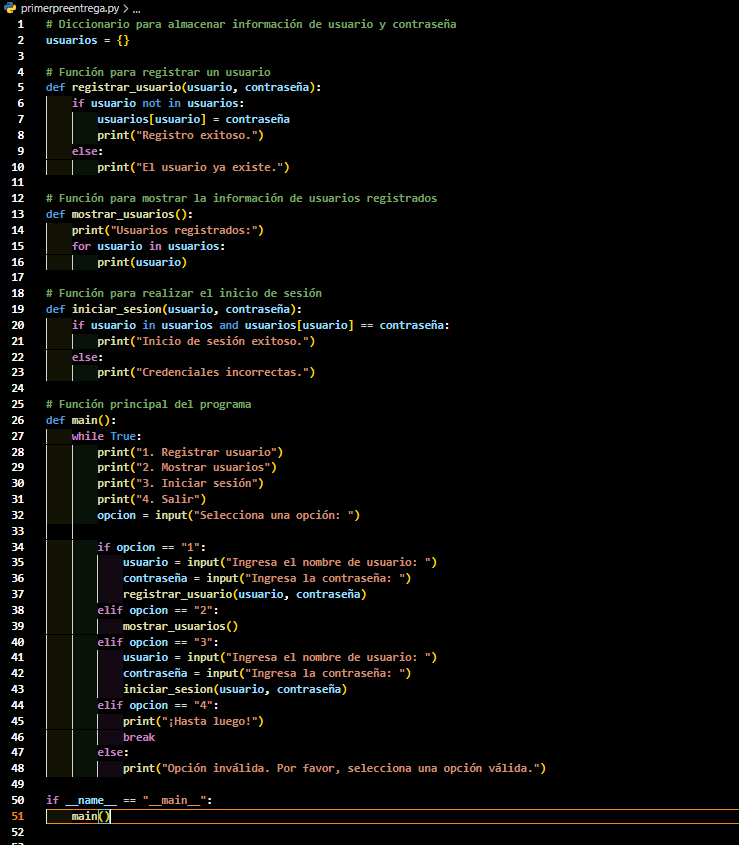 primerpreentrega.py > ...
1 # Diccionario para almacenar información de usuario y contraseña
2 usuarios = {}
3
4 # Función para registrar un usuario
5 def registrar_usuario(usuario, contraseña):
6     if usuario not in usuarios:
7         usuarios[usuario] = contraseña
8         print("Registro exitoso.")
9     else:
10         print("El usuario ya existe.")
11
12 # Función para mostrar la información de usuarios registrados
13 def mostrar_usuarios():
14     print("Usuarios registrados:")
15     for usuario in usuarios:
16         print(usuario)
17
18 # Función para realizar el inicio de sesión
19 def iniciar_sesion(usuario, contraseña):
20     if usuario in usuarios and usuarios[usuario] == contraseña:
21         print("Inicio de sesión exitoso.")
22     else:
23         print("Credenciales incorrectas.")
24
25 # Función principal del programa
26 def main():
27     while True:
28         print("1. Registrar usuario")
29         print("2. Mostrar usuarios")
30         print("3. Iniciar sesión")
31         print("4. Salir")
32         opcion = input("Selecciona una opción: ")
33
34         if opcion == "1":
35             usuario = input("Ingresa el nombre de usuario: ")
36             contraseña = input("Ingresa la contraseña: ")
37             registrar_usuario(usuario, contraseña)
38         elif opcion == "2":
39             mostrar_usuarios()
40         elif opcion == "3":
41             usuario = input("Ingresa el nombre de usuario: ")
42             contraseña = input("Ingresa la contraseña: ")
43             iniciar_sesion(usuario, contraseña)
44         elif opcion == "4":
45             print("¡Hasta luego!")
46             break
47         else:
48             print("Opción inválida. Por favor, selecciona una opción válida.")
49
50 if __name__ == "__main__":
51     main()
52